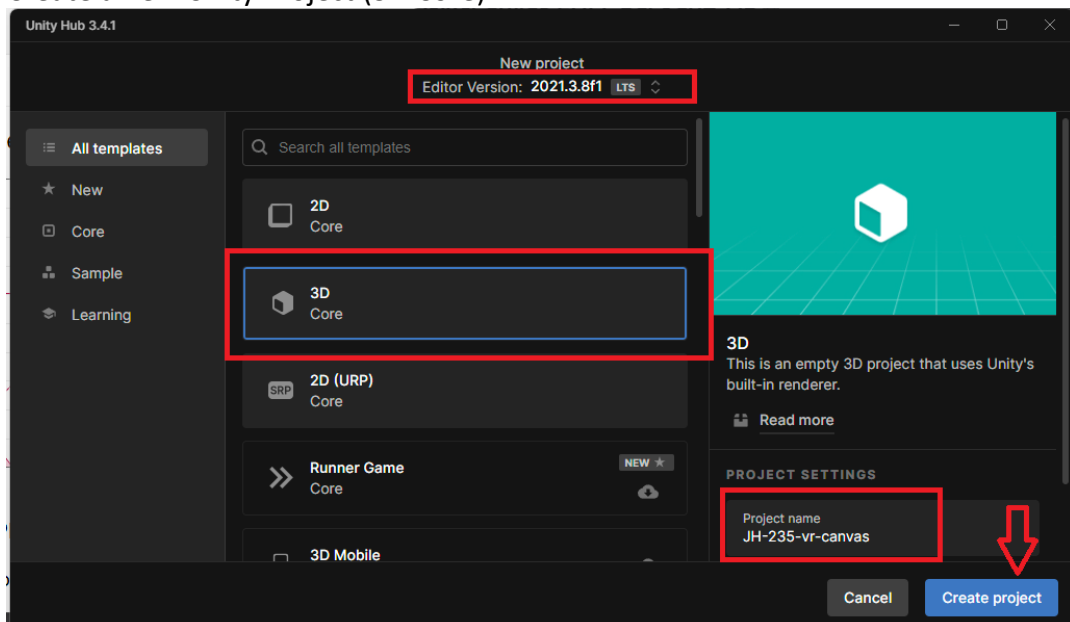 Unity Hub 3.4.1
New project
Editor Version: 2021.3.8f1 LTS
All templates
New
Core
Sample
Learning
Search all templates
2D
Core
3D
Core
SRP
2D (URP)
Core
Runner Game
Core
NEW
3D Mobile
3D
This is an empty 3D project that uses Unity's
built-in renderer.
Read more
PROJECT SETTINGS
Project name
JH-235-vr-canvas
Cancel
Create project